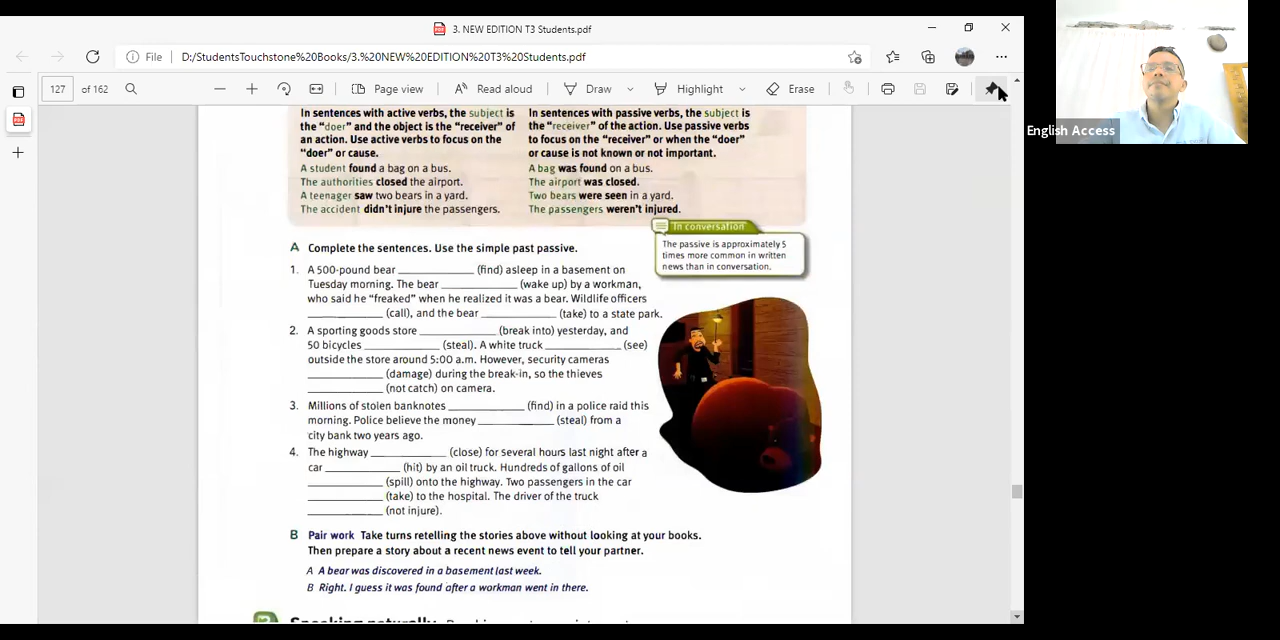 3. NEW EDITION T3 Students.pdf
File D:/StudentsTouchstone%20Books/3.%20NEW%20EDITION%20T3%20Students.pdf
127 of 162 Page view Read aloud Draw Highlight Erase
English Access
In sentences with active verbs, the subject is
the "doer" and the object is the "receiver" of
an action. Use active verbs to focus on the
"doer" or cause.
A student found a bag on a bus.
The authorities closed the airport.
A teenager saw two bears in a yard.
The accident didn't injure the passengers.
In sentences with passive verbs, the subject is
the "receiver" of the action. Use passive verbs
to focus on the "receiver" or when the "doer"
or cause is not known or not important.
A bag was found on a bus.
The airport was closed.
Two bears were seen in a yard.
The passengers weren't injured.
In conversation
The passive is approximately 5
times more common in written
news than in conversation.
A Complete the sentences. Use the simple past passive.
1. A 500-pound bear ____________ (find) asleep in a basement on
Tuesday morning. The bear ____________ (wake up) by a workman,
who said he "freaked" when he realized it was a bear. Wildlife officers
____________ (call), and the bear ____________ (take) to a state park.
2. A sporting goods store ____________ (break into) yesterday, and
50 bicycles ____________ (steal). A white truck ____________ (see)
outside the store around 5:00 a.m. However, security cameras
____________ (damage) during the break-in, so the thieves
____________ (not catch) on camera.
3. Millions of stolen banknotes ____________ (find) in a police raid this
morning. Police believe the money ____________ (steal) from a
city bank two years ago.
4. The highway ____________ (close) for several hours last night after a
car ____________ (hit) by an oil truck. Hundreds of gallons of oil
____________ (spill) onto the highway. Two passengers in the car
____________ (take) to the hospital. The driver of the truck
____________ (not injure).
B Pair work Take turns retelling the stories above without looking at your books.
Then prepare a story about a recent news event to tell your partner.
A A bear was discovered in a basement last week.
B Right. I guess it was found after a workman went in there.